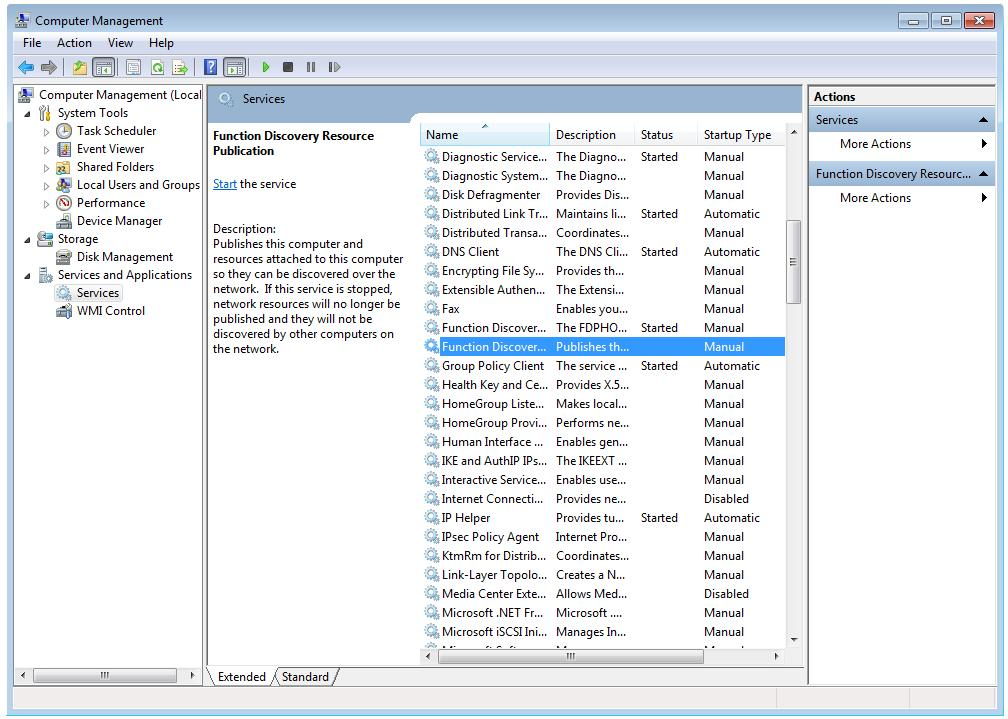 Computer Management
File Action View Help
Computer Management (Local
System Tools
Task Scheduler
Event Viewer
Shared Folders
Local Users and Groups
Performance
Device Manager
Storage
Disk Management
Services and Applications
Services
WMI Control
Services
Function Discovery Resource
Publication
Start the service
Description:
Publishes this computer and
resources attached to this computer
so they can be discovered over the
network. If this service is stopped,
network resources will no longer be
published and they will not be
discovered by other computers on
the network.
Name Description Status Startup Type
Diagnostic Service... The Diagno... Started Manual
Diagnostic System... The Diagno... Manual
Disk Defragmenter Provides Dis... Manual
Distributed Link Tr... Maintains li... Started Automatic
Distributed Transa... Coordinates... Manual
DNS Client The DNS Cli... Started Automatic
Encrypting File Sy... Provides th... Manual
Extensible Authen... The Extensi... Manual
Fax Enables you... Manual
Function Discover... The FDPHO... Started Manual
Function Discover... Publishes th... Manual
Group Policy Client The service ... Started Automatic
Health Key and Ce... Provides X.5... Manual
HomeGroup Liste... Makes local... Manual
HomeGroup Provi... Performs ne... Manual
Human Interface ... Enables gen... Manual
IKE and AuthIP IPs... The IKEEXT ... Manual
Interactive Service... Enables use... Manual
Internet Connecti... Provides ne... Disabled
IP Helper Provides tu... Started Automatic
IPsec Policy Agent Internet Pro... Manual
KtmRm for Distrib... Coordinates... Manual
Link-Layer Topolo... Creates a N... Manual
Media Center Exte... Allows Med... Disabled
Microsoft .NET Fr... Microsoft .... Manual
Microsoft iSCSI Ini... Manages In... Manual
Extended Standard
Actions
Services
More Actions
Function Discovery Resourc...
More Actions